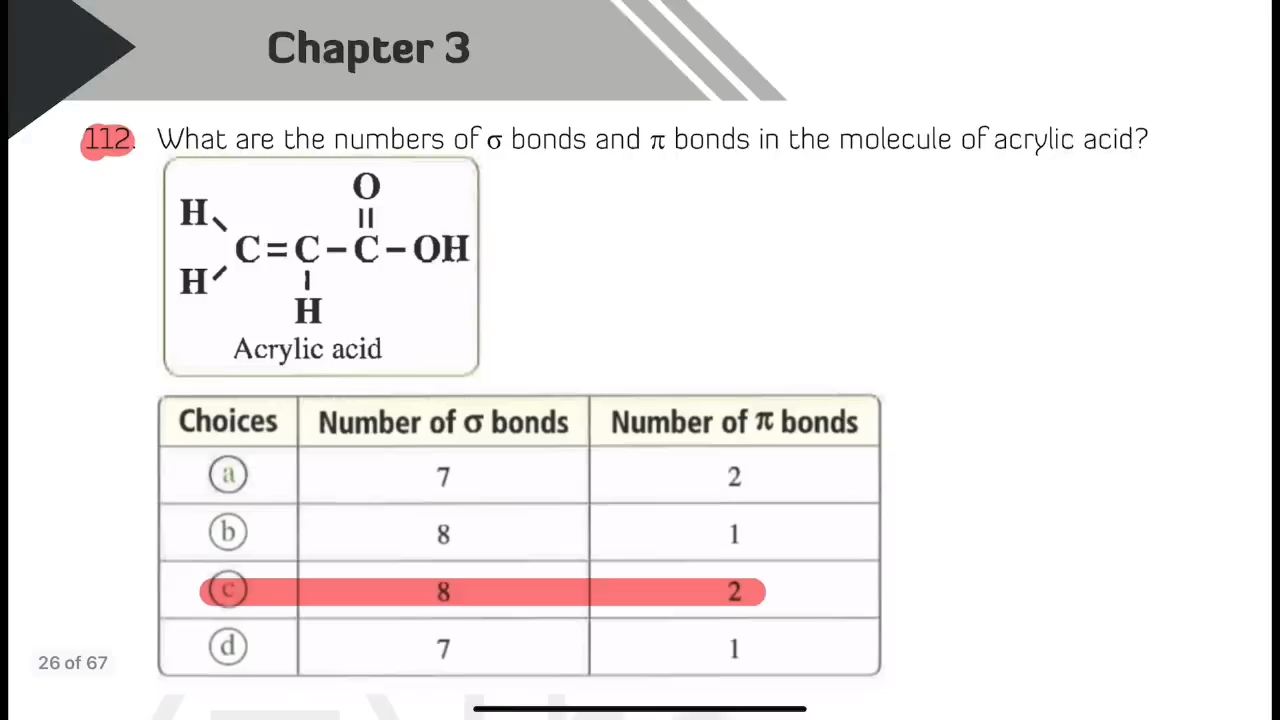 Chapter 3
112. What are the numbers of σ bonds and π bonds in the molecule of acrylic acid?
O
H
C=C-C-OH
H
H
Acrylic acid
Choices Number of σ bonds Number of π bonds
a 7 2
b 8 1
c 8 2
d 7 1
26 of 67